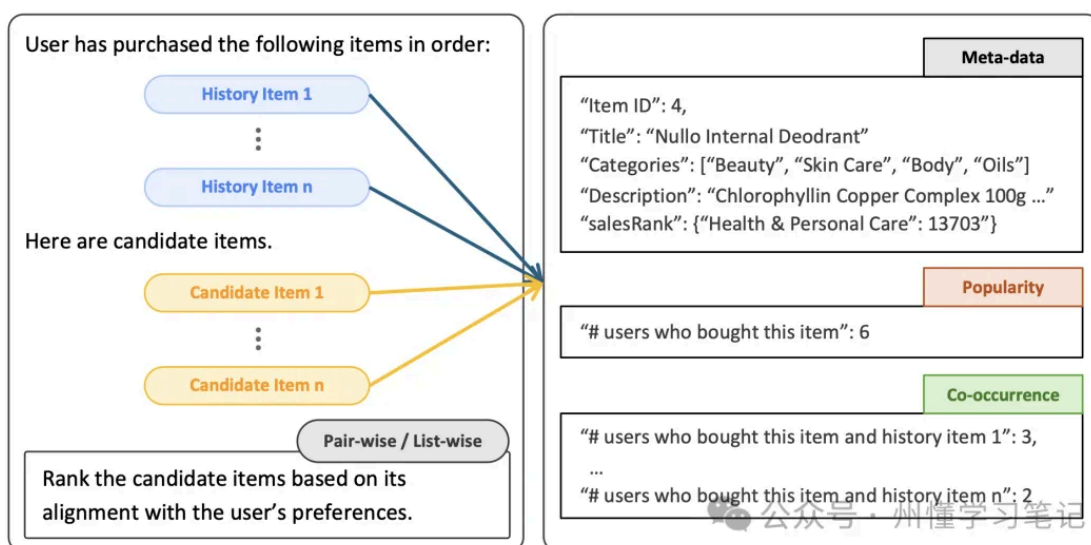 User has purchased the following items in order:
History Item 1
History Item n
Here are candidate items.
Candidate Item 1
Candidate Item n
Pair-wise / List-wise
Rank the candidate items based on its
alignment with the user's preferences.
Meta-data
“Item ID”: 4,
“Title”: “Nullo Internal Deodrant”
“Categories”: [“Beauty”, “Skin Care”, “Body”, “Oils”]
“Description”: “Chlorophyllin Copper Complex 100g ...”
“salesRank”: {“Health & Personal Care”: 13703”}
Popularity
“# users who bought this item”: 6
Co-occurrence
“# users who bought this item and history item 1”: 3,
...
“# users who bought this item and history item n”: 2
公众号 · 州懂学习笔记